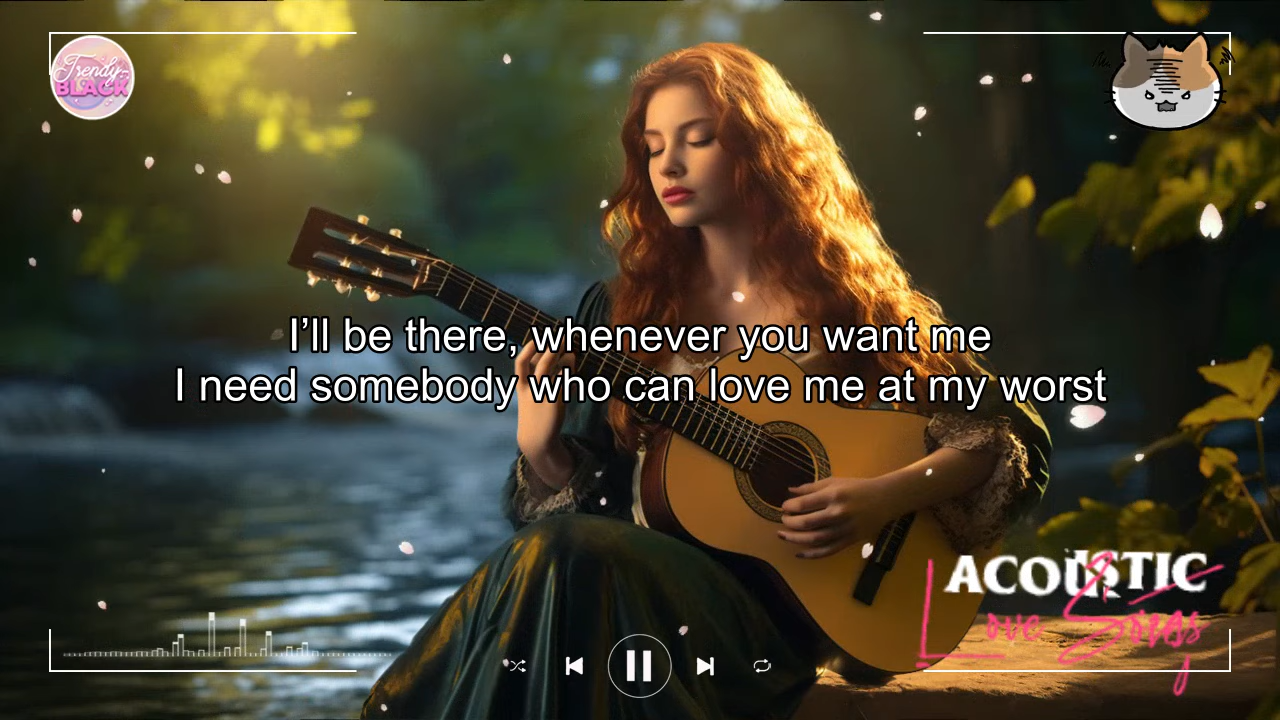 Trendy
BLACK
I’ll be there, whenever you want me
I need somebody who can love me at my worst
ACOUSTIC
Love Songs